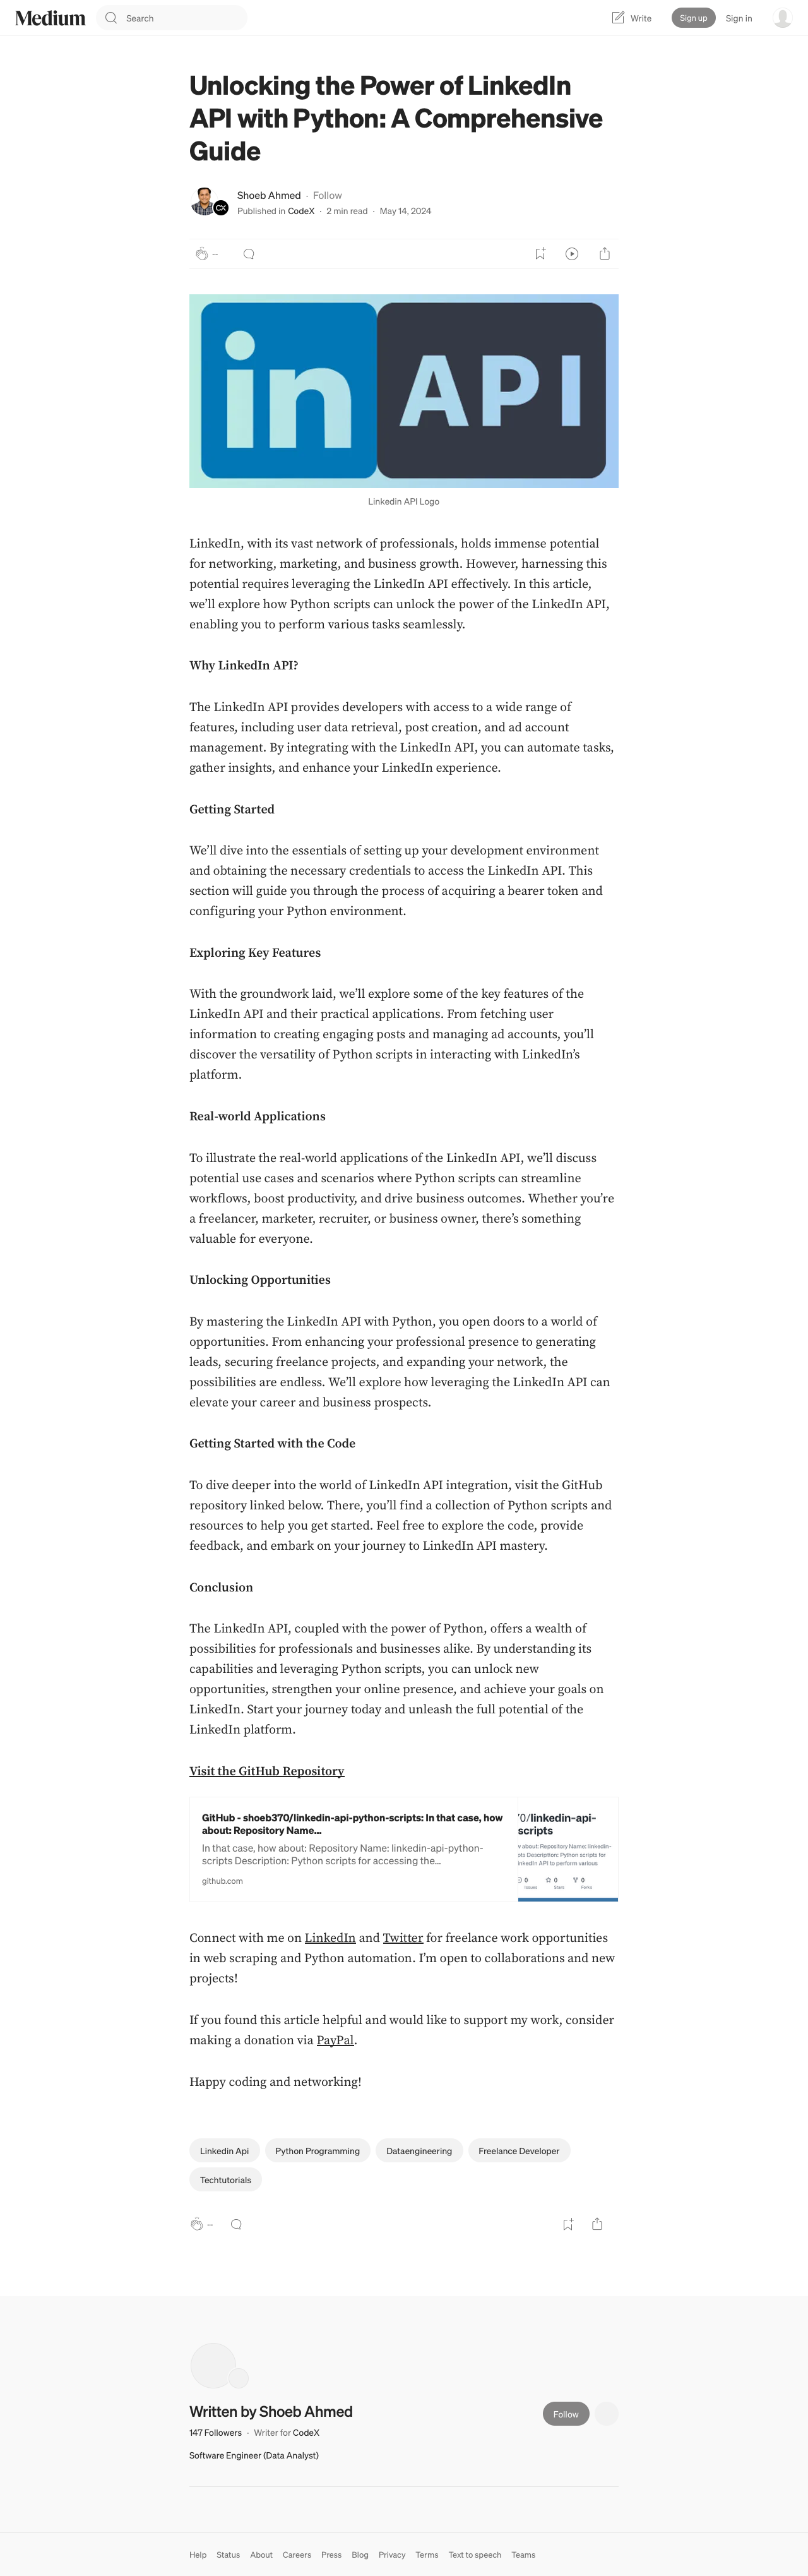 Medium
Search
Write
Sign up
Sign in
Unlocking the Power of LinkedIn
API with Python: A Comprehensive
Guide
Shoeb Ahmed · Follow
Published in CodeX · 2 min read · May 14, 2024
--
in API
Linkedin API Logo
LinkedIn, with its vast network of professionals, holds immense potential
for networking, marketing, and business growth. However, harnessing this
potential requires leveraging the LinkedIn API effectively. In this article,
we’ll explore how Python scripts can unlock the power of the LinkedIn API,
enabling you to perform various tasks seamlessly.
Why LinkedIn API?
The LinkedIn API provides developers with access to a wide range of
features, including user data retrieval, post creation, and ad account
management. By integrating with the LinkedIn API, you can automate tasks,
gather insights, and enhance your LinkedIn experience.
Getting Started
We’ll dive into the essentials of setting up your development environment
and obtaining the necessary credentials to access the LinkedIn API. This
section will guide you through the process of acquiring a bearer token and
configuring your Python environment.
Exploring Key Features
With the groundwork laid, we’ll explore some of the key features of the
LinkedIn API and their practical applications. From fetching user
information to creating engaging posts and managing ad accounts, you’ll
discover the versatility of Python scripts in interacting with LinkedIn’s
platform.
Real-world Applications
To illustrate the real-world applications of the LinkedIn API, we’ll discuss
potential use cases and scenarios where Python scripts can streamline
workflows, boost productivity, and drive business outcomes. Whether you’re
a freelancer, marketer, recruiter, or business owner, there’s something
valuable for everyone.
Unlocking Opportunities
By mastering the LinkedIn API with Python, you open doors to a world of
opportunities. From enhancing your professional presence to generating
leads, securing freelance projects, and expanding your network, the
possibilities are endless. We’ll explore how leveraging the LinkedIn API can
elevate your career and business prospects.
Getting Started with the Code
To dive deeper into the world of LinkedIn API integration, visit the GitHub
repository linked below. There, you’ll find a collection of Python scripts and
resources to help you get started. Feel free to explore the code, provide
feedback, and embark on your journey to LinkedIn API mastery.
Conclusion
The LinkedIn API, coupled with the power of Python, offers a wealth of
possibilities for professionals and businesses alike. By understanding its
capabilities and leveraging Python scripts, you can unlock new
opportunities, strengthen your online presence, and achieve your goals on
LinkedIn. Start your journey today and unleash the full potential of the
LinkedIn platform.
Visit the GitHub Repository
GitHub - shoeb370/linkedin-api-python-scripts: In that case, how
about: Repository Name…
In that case, how about: Repository Name: linkedin-api-python-
scripts Description: Python scripts for accessing the…
github.com
'0/linkedin-api-
scripts
about: Repository Name: linkedin-
Description: Python scripts for
API to perform various
0 0 0
Issues Stars Forks
Connect with me on LinkedIn and Twitter for freelance work opportunities
in web scraping and Python automation. I’m open to collaborations and new
projects!
If you found this article helpful and would like to support my work, consider
making a donation via PayPal.
Happy coding and networking!
Linkedin Api
Python Programming
Dataengineering
Freelance Developer
Techtutorials
--
Written by Shoeb Ahmed
Follow
147 Followers · Writer for CodeX
Software Engineer (Data Analyst)
Help
Status
About
Careers
Press
Blog
Privacy
Terms
Text to speech
Teams